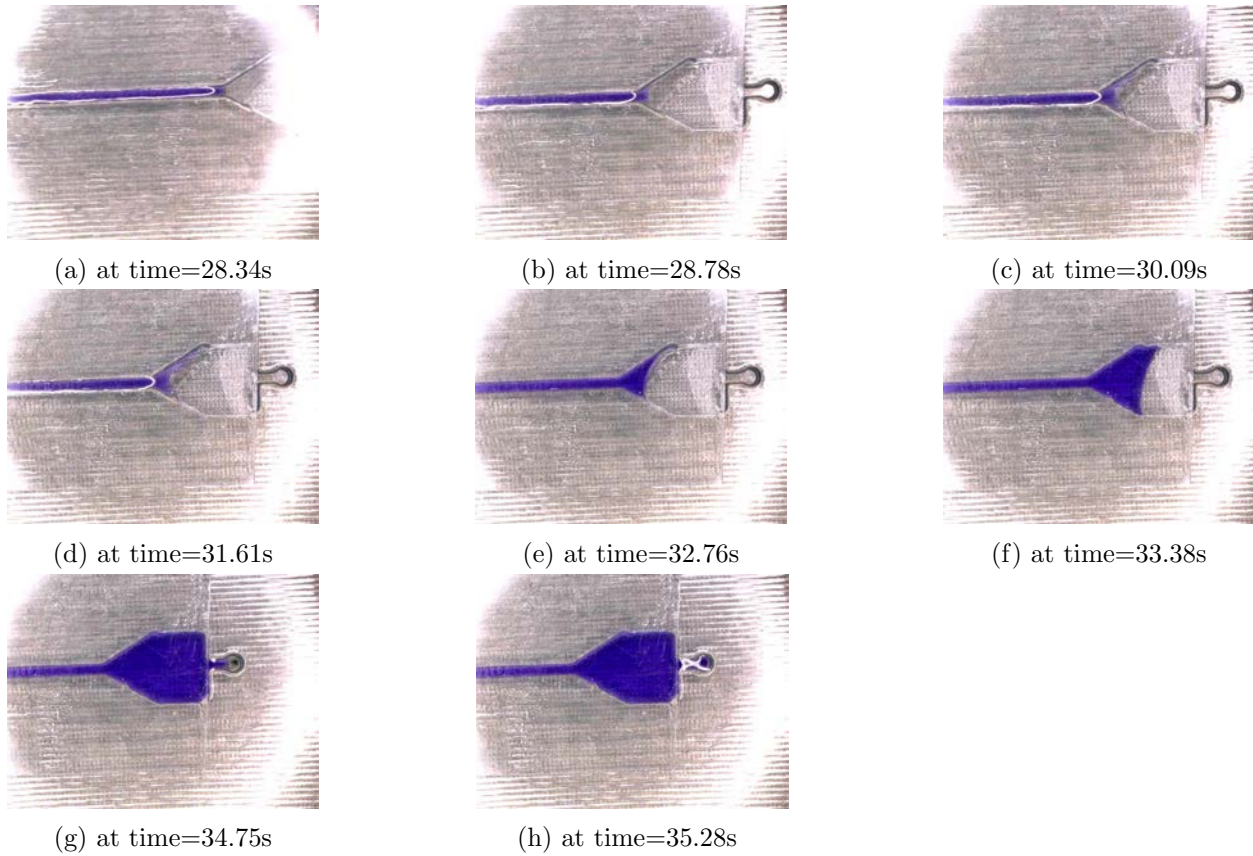 (a) at time=28.34s
(b) at time=28.78s
(c) at time=30.09s
(d) at time=31.61s
(e) at time=32.76s
(f) at time=33.38s
(g) at time=34.75s
(h) at time=35.28s